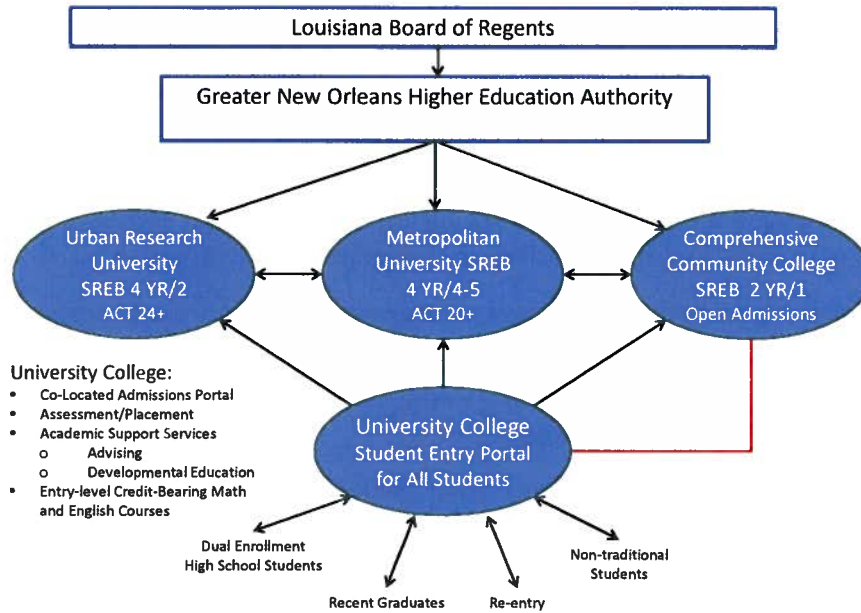 Louisiana Board of Regents
Greater New Orleans Higher Education Authority
Urban Research
University
SREB 4 YR/2
ACT 24+
Metropolitan
University SREB
4 YR/4-5
ACT 20+
Comprehensive
Community College
SREB 2 YR/1
Open Admissions
University College:
• Co-Located Admissions Portal
• Assessment/Placement
• Academic Support Services
o Advising
o Developmental Education
• Entry-level Credit-Bearing Math
and English Courses
University College
Student Entry Portal
for All Students
Dual Enrollment
High School Students
Recent Graduates
Re-entry
Non-traditional
Students